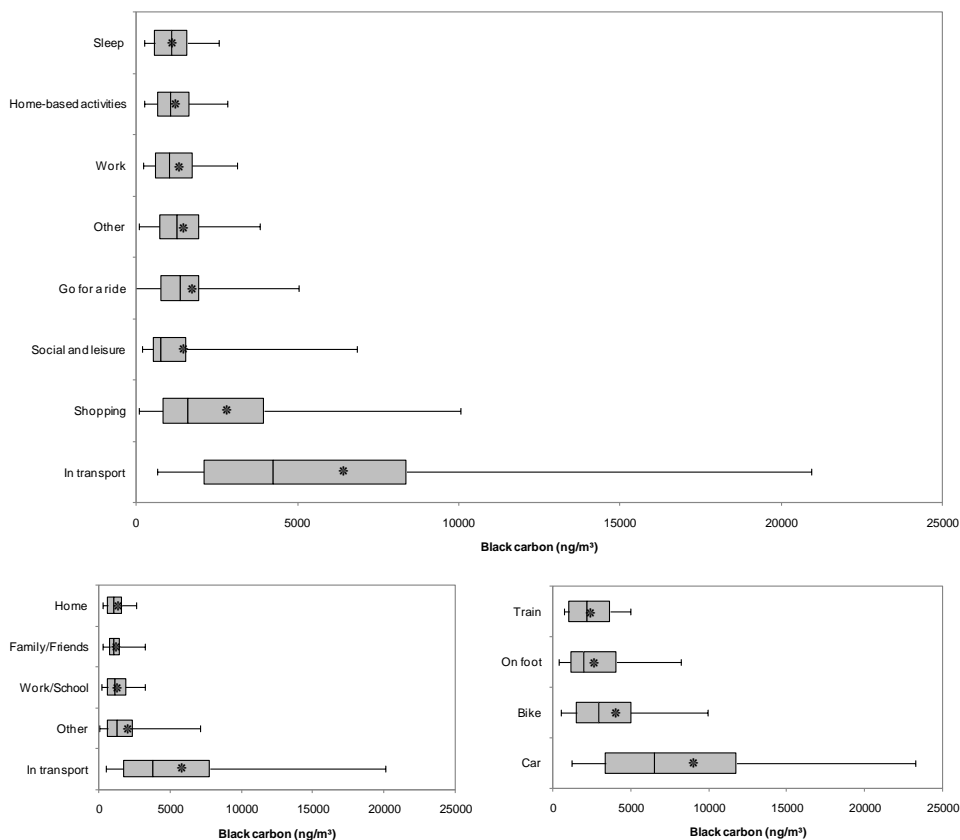 Sleep
Home-based activities
Work
Other
Go for a ride
Social and leisure
Shopping
In transport
0 5000 10000 15000 20000 25000
Black carbon (ng/m³)
Home
Family/Friends
Work/School
Other
In transport
0 5000 10000 15000 20000 25000
Black carbon (ng/m³)
Train
On foot
Bike
Car
0 5000 10000 15000 20000 25000
Black carbon (ng/m³)